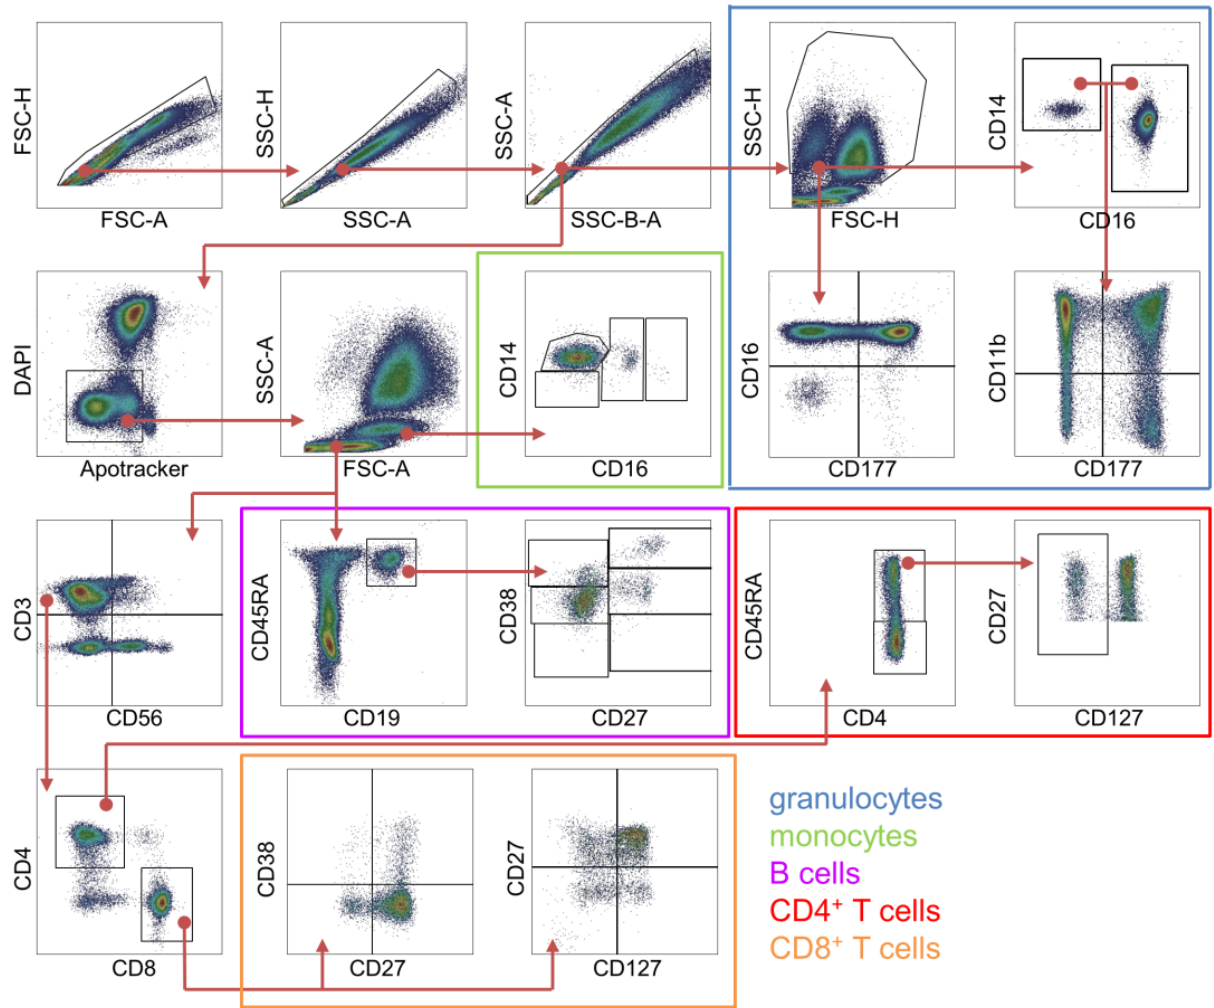 FSC-H
FSC-A
SSC-H
SSC-A
SSC-A
SSC-B-A
SSC-H
FSC-H
CD14
CD16
DAPI
Apotracker
SSC-A
FSC-A
CD14
CD16
CD16
CD177
CD11b
CD177
CD3
CD56
CD45RA
CD19
CD38
CD27
CD45RA
CD4
CD27
CD127
CD4
CD8
CD38
CD27
CD27
CD127
granulocytes
monocytes
B cells
CD4⁺ T cells
CD8⁺ T cells